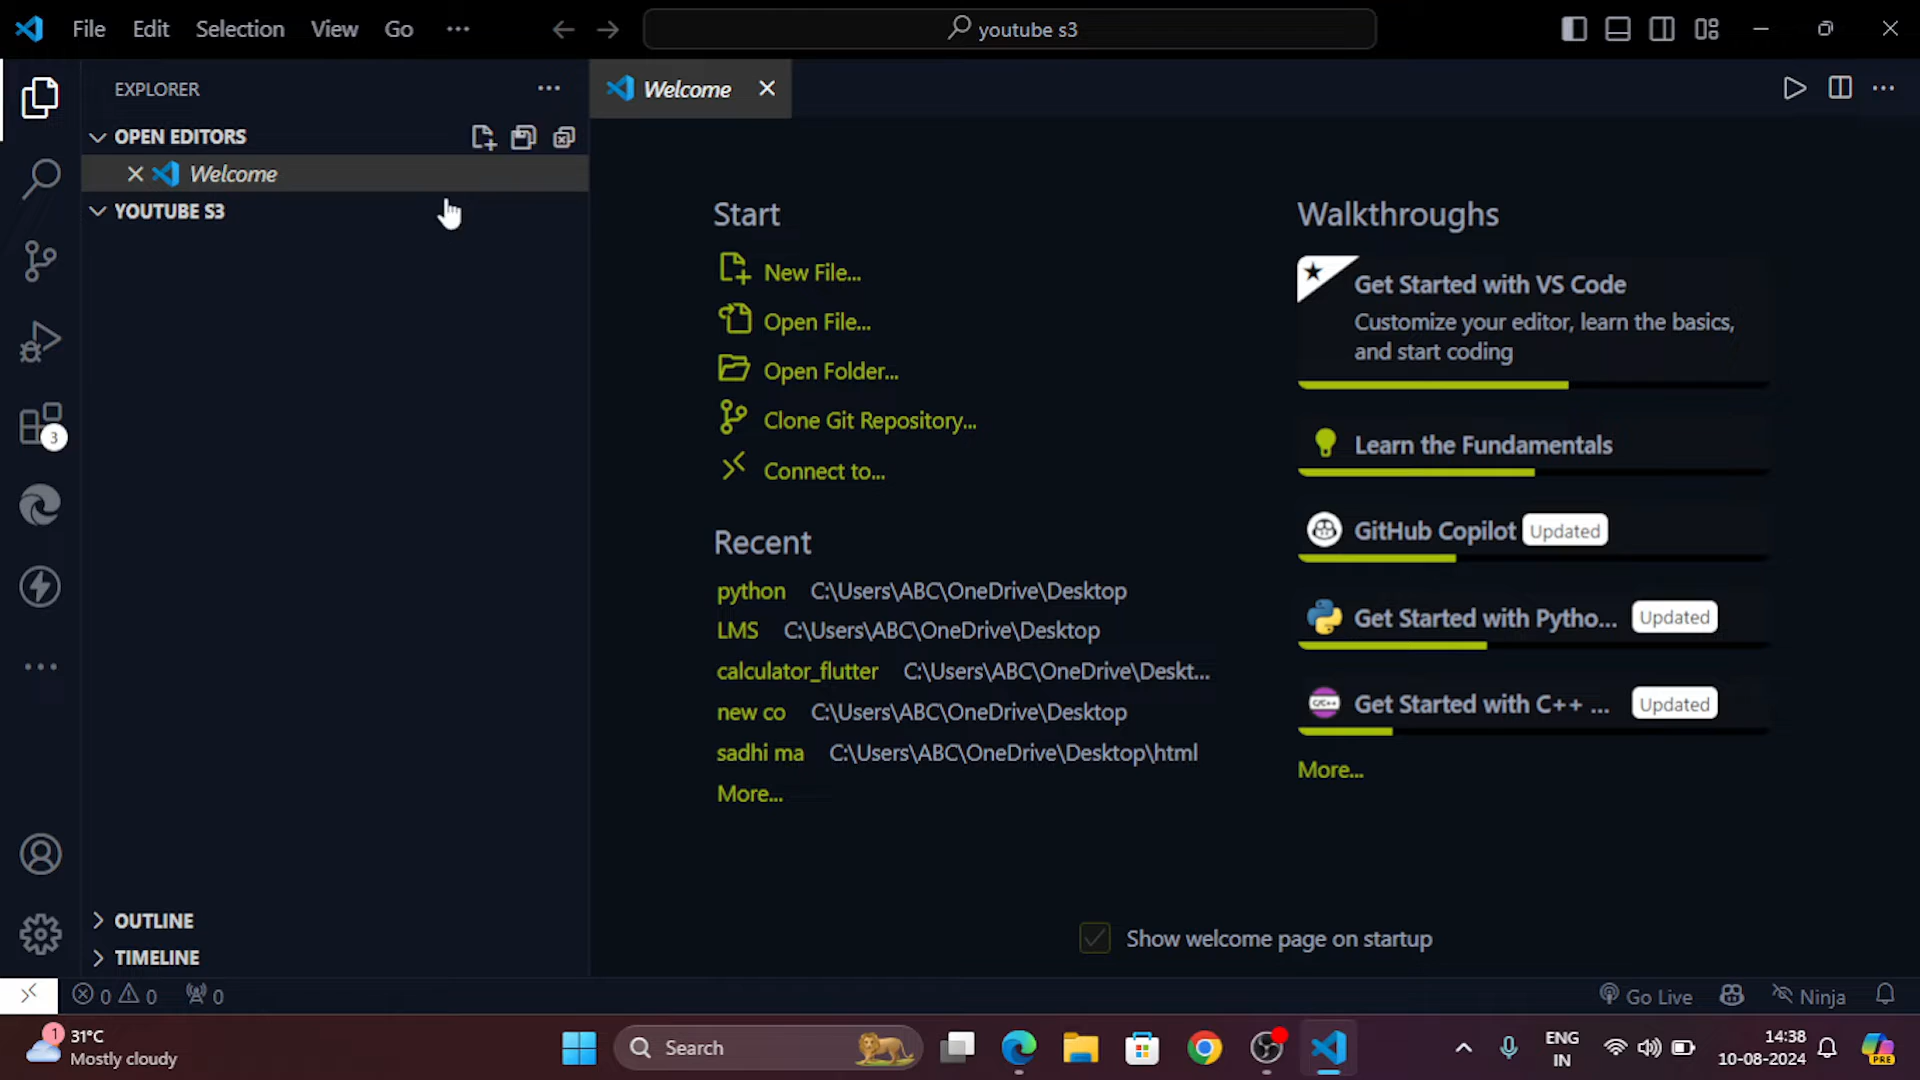 File Edit Selection View Go ···
youtube s3
EXPLORER
OPEN EDITORS
Welcome
YOUTUBE S3
OUTLINE
TIMELINE
Welcome
Start
New File...
Open File...
Open Folder...
Clone Git Repository...
Connect to...
Recent
python C:\Users\ABC\OneDrive\Desktop
LMS C:\Users\ABC\OneDrive\Desktop
calculator_flutter C:\Users\ABC\OneDrive\Deskt...
new co C:\Users\ABC\OneDrive\Desktop
sadhi ma C:\Users\ABC\OneDrive\Desktop\html
More...
Walkthroughs
Get Started with VS Code
Customize your editor, learn the basics,
and start coding
Learn the Fundamentals
GitHub Copilot Updated
Get Started with Pytho... Updated
Get Started with C++ ... Updated
More...
Show welcome page on startup
3
0 0 0
Go Live Ninja
1
31°C
Mostly cloudy
Search
ENG
IN
14:38
10-08-2024
PRE